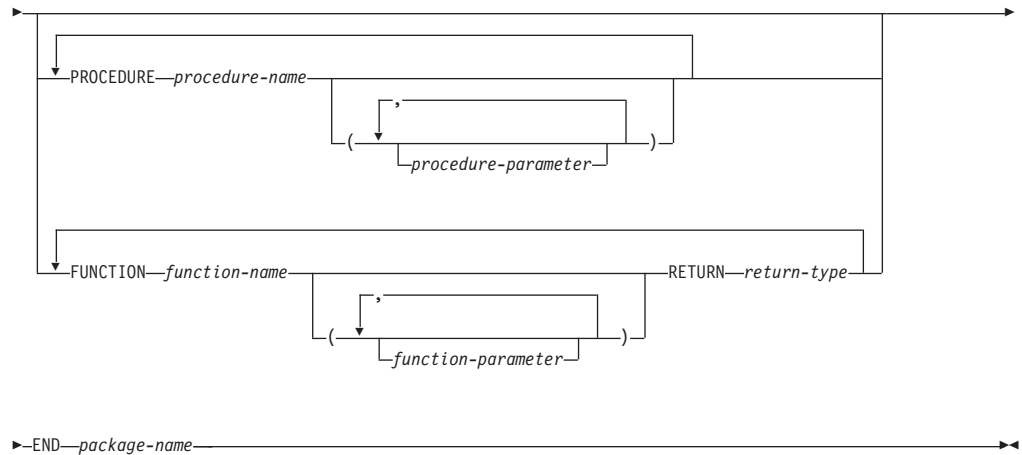 PROCEDURE procedure-name
,
( procedure-parameter )
FUNCTION function-name RETURN return-type
,
( function-parameter )
END package-name